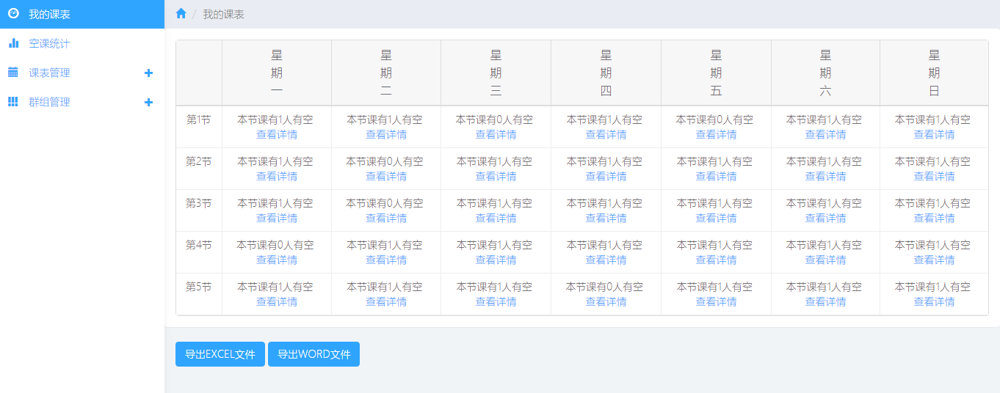 我的课表
空课统计
课表管理
群组管理
/ 我的课表
星期一 星期二 星期三 星期四 星期五 星期六 星期日
第1节 本节课有1人有空 本节课有1人有空 本节课有0人有空 本节课有1人有空 本节课有0人有空 本节课有1人有空 本节课有1人有空
查看详情 查看详情 查看详情 查看详情 查看详情 查看详情 查看详情
第2节 本节课有1人有空 本节课有0人有空 本节课有1人有空 本节课有1人有空 本节课有1人有空 本节课有1人有空 本节课有1人有空
查看详情 查看详情 查看详情 查看详情 查看详情 查看详情 查看详情
第3节 本节课有1人有空 本节课有0人有空 本节课有1人有空 本节课有1人有空 本节课有1人有空 本节课有1人有空 本节课有1人有空
查看详情 查看详情 查看详情 查看详情 查看详情 查看详情 查看详情
第4节 本节课有0人有空 本节课有1人有空 本节课有1人有空 本节课有1人有空 本节课有1人有空 本节课有1人有空 本节课有1人有空
查看详情 查看详情 查看详情 查看详情 查看详情 查看详情 查看详情
第5节 本节课有1人有空 本节课有1人有空 本节课有1人有空 本节课有0人有空 本节课有1人有空 本节课有1人有空 本节课有1人有空
查看详情 查看详情 查看详情 查看详情 查看详情 查看详情 查看详情
导出EXCEL文件 导出WORD文件